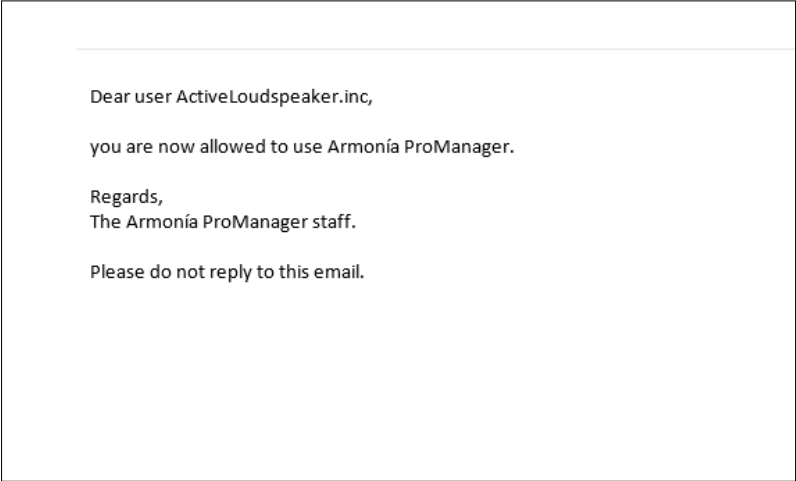 Dear user ActiveLoudspeaker.inc,
you are now allowed to use Armonía ProManager.
Regards,
The Armonía ProManager staff.
Please do not reply to this email.